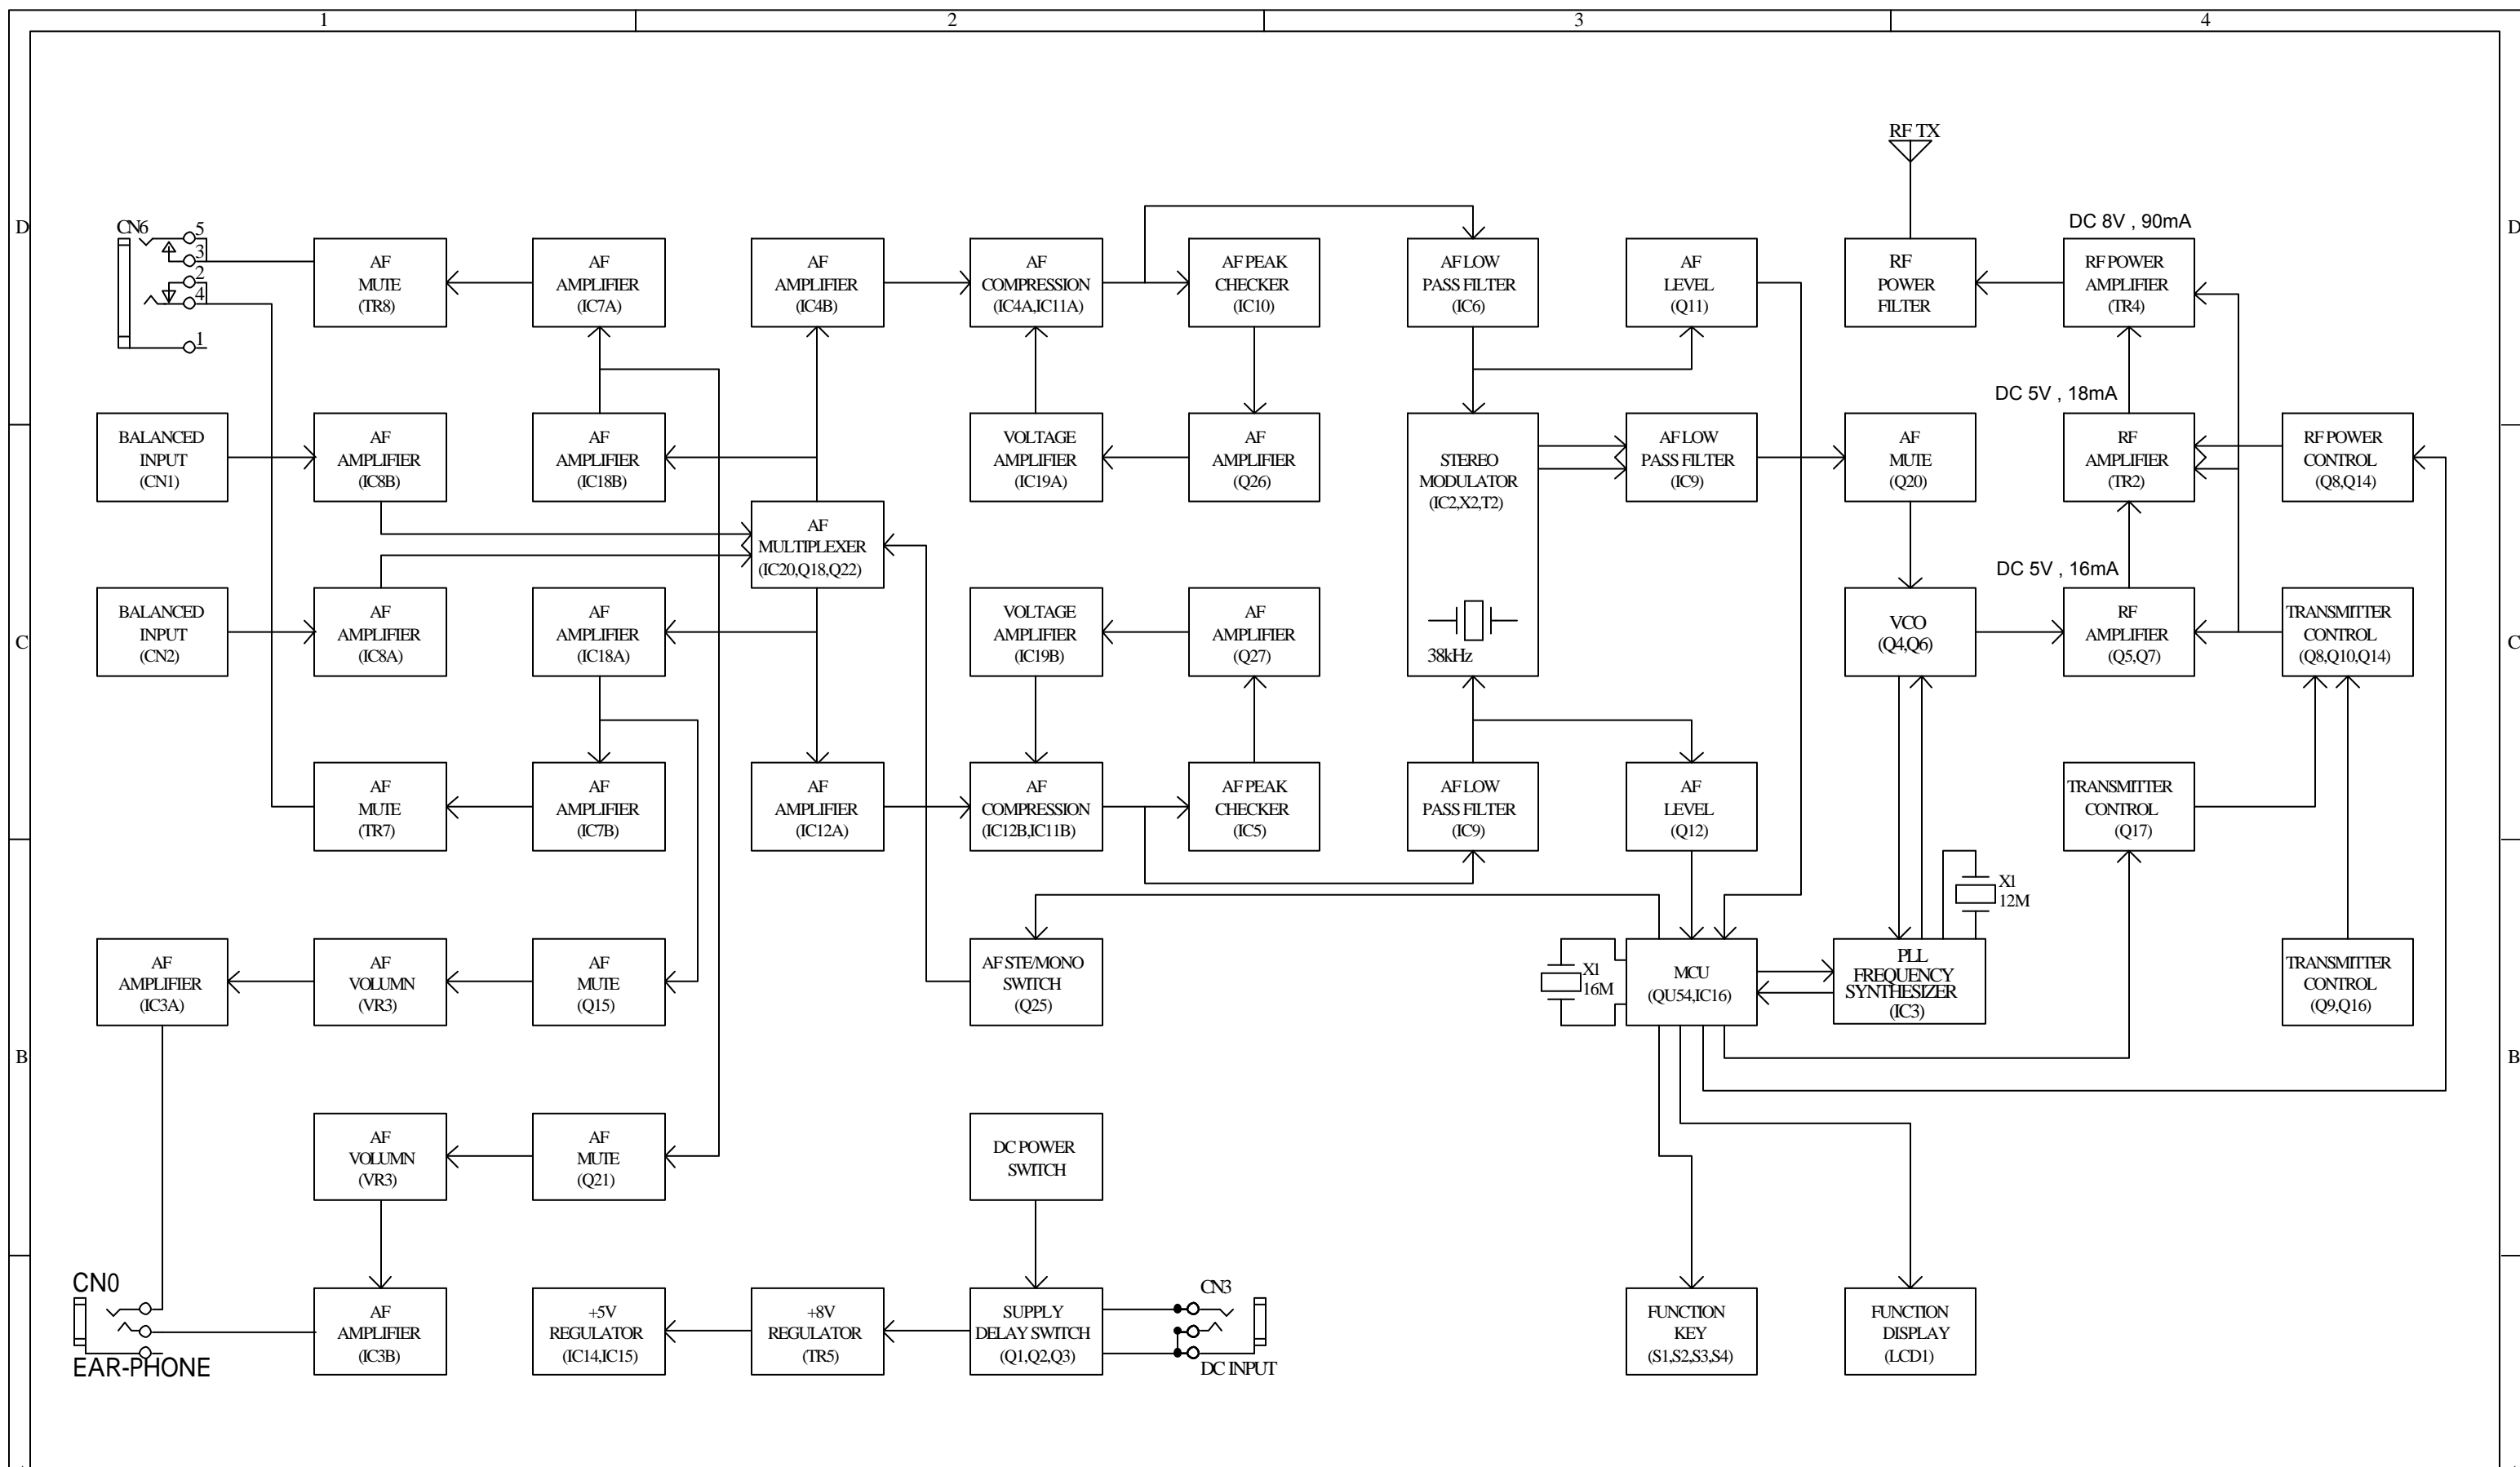 1
2
3
4
D
D
C
C
B
B
RF TX
DC 8V , 90mA
CN6
5
3
2
4
1
AF
MUTE
(TR8)
AF
AMPLIFIER
(IC7A)
AF
AMPLIFIER
(IC4B)
AF
COMPRESSION
(IC4A,IC11A)
AF PEAK
CHECKER
(IC10)
AF LOW
PASS FILTER
(IC6)
AF
LEVEL
(Q11)
RF
POWER
FILTER
RF POWER
AMPLIFIER
(TR4)
DC 5V , 18mA
BALANCED
INPUT
(CN1)
AF
AMPLIFIER
(IC8B)
AF
AMPLIFIER
(IC18B)
VOLTAGE
AMPLIFIER
(IC19A)
AF
AMPLIFIER
(Q26)
STEREO
MODULATOR
(IC2,X2,T2)
38kHz
AF LOW
PASS FILTER
(IC9)
AF
MUTE
(Q20)
RF
AMPLIFIER
(TR2)
RF POWER
CONTROL
(Q8,Q14)
AF
MULTIPLEXER
(IC20,Q18,Q22)
DC 5V , 16mA
BALANCED
INPUT
(CN2)
AF
AMPLIFIER
(IC8A)
AF
AMPLIFIER
(IC18A)
VOLTAGE
AMPLIFIER
(IC19B)
AF
AMPLIFIER
(Q27)
VCO
(Q4,Q6)
RF
AMPLIFIER
(Q5,Q7)
TRANSMITTER
CONTROL
(Q8,Q10,Q14)
AF
MUTE
(TR7)
AF
AMPLIFIER
(IC7B)
AF
AMPLIFIER
(IC12A)
AF
COMPRESSION
(IC12B,IC11B)
AF PEAK
CHECKER
(IC5)
AF LOW
PASS FILTER
(IC9)
AF
LEVEL
(Q12)
TRANSMITTER
CONTROL
(Q17)
X1
12M
AF
AMPLIFIER
(IC3A)
AF
VOLUMN
(VR3)
AF
MUTE
(Q15)
AF STE/MONO
SWITCH
(Q25)
X1
16M
MCU
(QU54,IC16)
PLL
FREQUENCY
SYNTHESIZER
(IC3)
TRANSMITTER
CONTROL
(Q9,Q16)
AF
VOLUMN
(VR3)
AF
MUTE
(Q21)
DC POWER
SWITCH
CN0
EAR-PHONE
AF
AMPLIFIER
(IC3B)
+5V
REGULATOR
(IC14,IC15)
+8V
REGULATOR
(TR5)
SUPPLY
DELAY SWITCH
(Q1,Q2,Q3)
CN3
DC INPUT
FUNCTION
KEY
(S1,S2,S3,S4)
FUNCTION
DISPLAY
(LCD1)